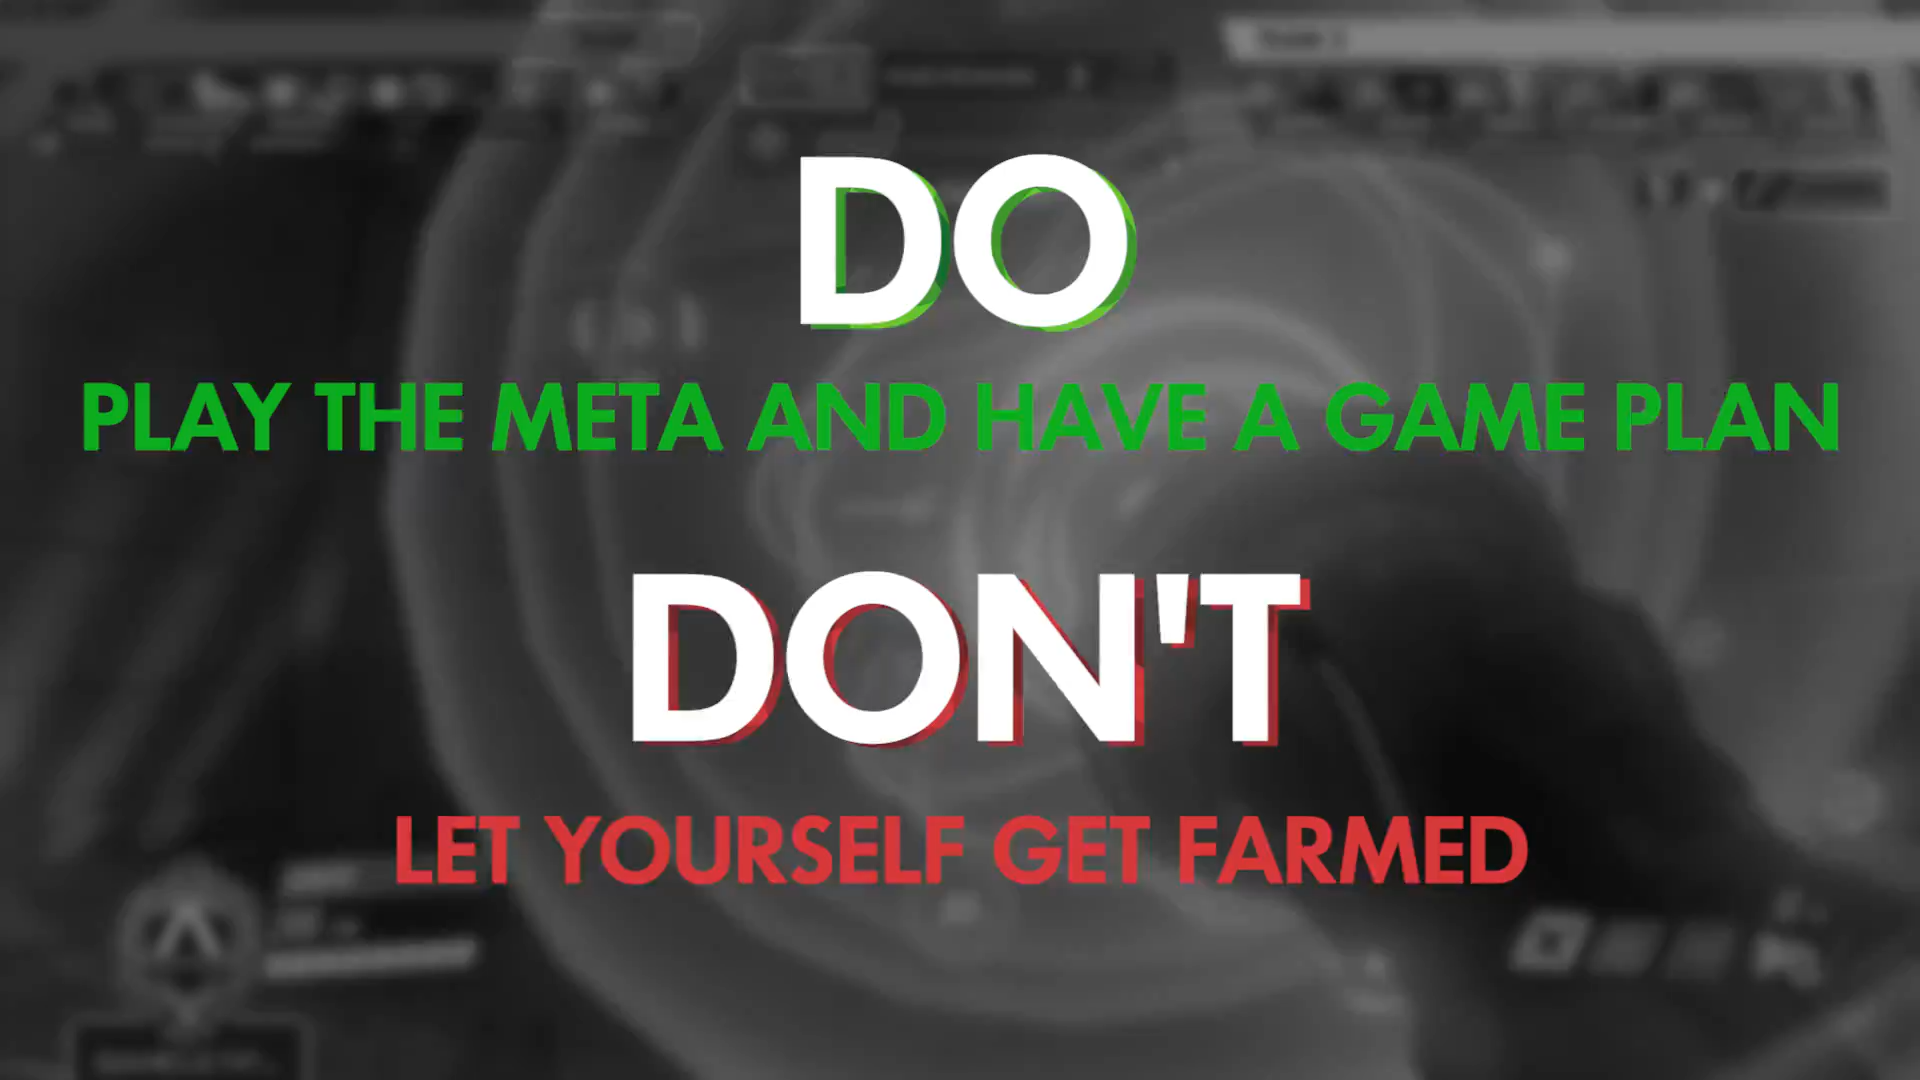 DO
PLAY THE META AND HAVE A GAME PLAN
DON'T
LET YOURSELF GET FARMED